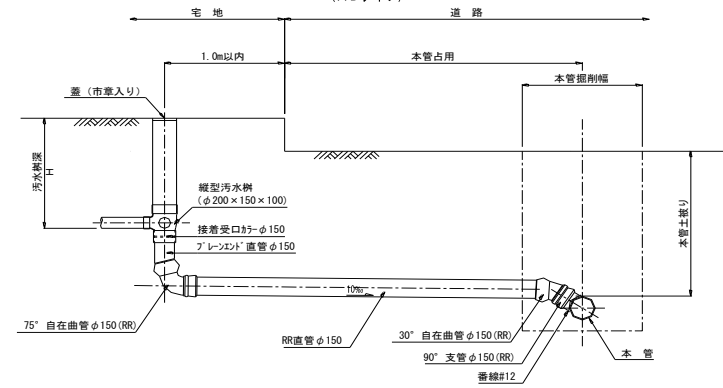 宅 地
道 路
1.0m以内
本管占用
本管掘削幅
蓋（市章入り）
汚水桝深
H
縦型汚水桝
(φ200×150×100)
接着受口カラーφ150
プレーンエンド直管φ150
本管土被り
10‰
75° 自在曲管φ150(RR)
RR直管φ150
30° 自在曲管φ150(RR)
90° 支管φ150(RR)
番線#12
本 管